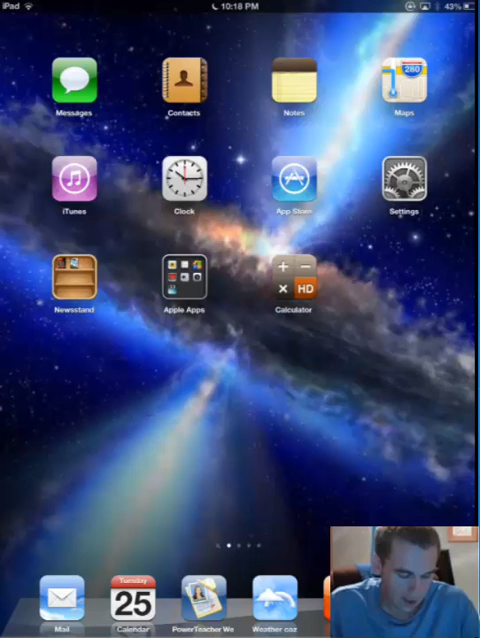 iPad 10:18 PM 43%
Messages Contacts Notes Maps
280
iTunes Clock App Store Settings
Newsstand Apple Apps Calculator
HD
Tuesday
25
Mail Calendar PowerTeacher We Weather coz